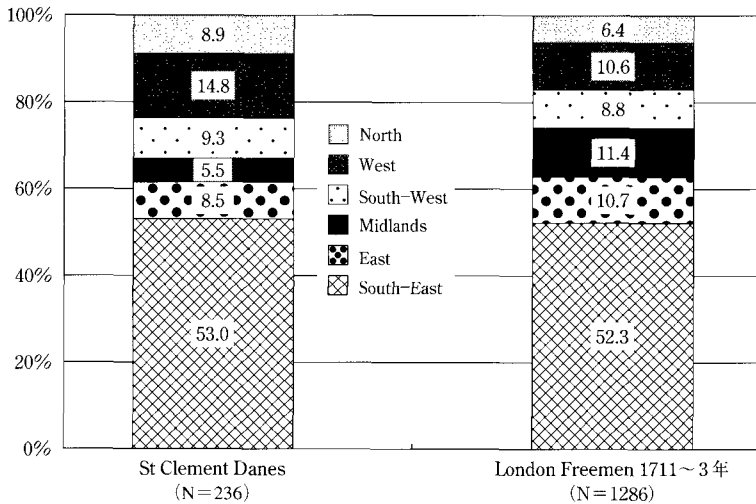 100%
80%
60%
40%
20%
0%
8.9
14.8
9.3
5.5
8.5
53.0
North
West
South-West
Midlands
East
South-East
6.4
10.6
8.8
11.4
10.7
52.3
St Clement Danes
(N=236)
London Freemen 1711～3年
(N=1286)